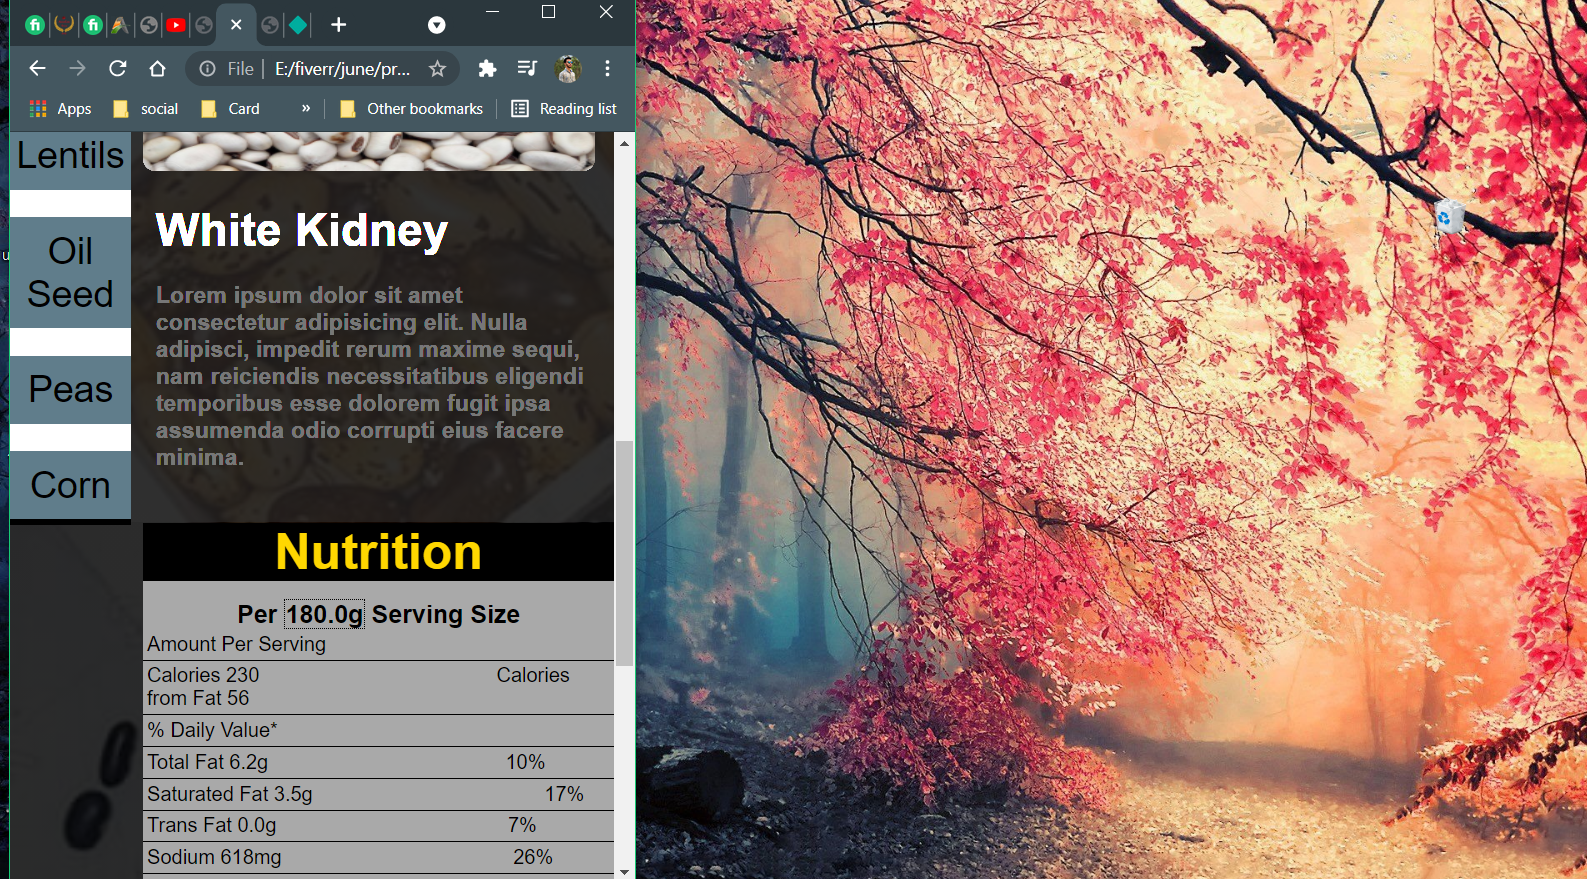 File
E:/fiverr/june/pr...
Apps
social
Card
»
Other bookmarks
Reading list
Lentils
Oil
Seed
Peas
Corn
White Kidney
Lorem ipsum dolor sit amet
consectetur adipisicing elit. Nulla
adipisci, impedit rerum maxime sequi,
nam reiciendis necessitatibus eligendi
temporibus esse dolorem fugit ipsa
assumenda odio corrupti eius facere
minima.
Nutrition
Per 180.0g Serving Size
Amount Per Serving
Calories 230 Calories
from Fat 56
% Daily Value*
Total Fat 6.2g 10%
Saturated Fat 3.5g 17%
Trans Fat 0.0g 7%
Sodium 618mg 26%